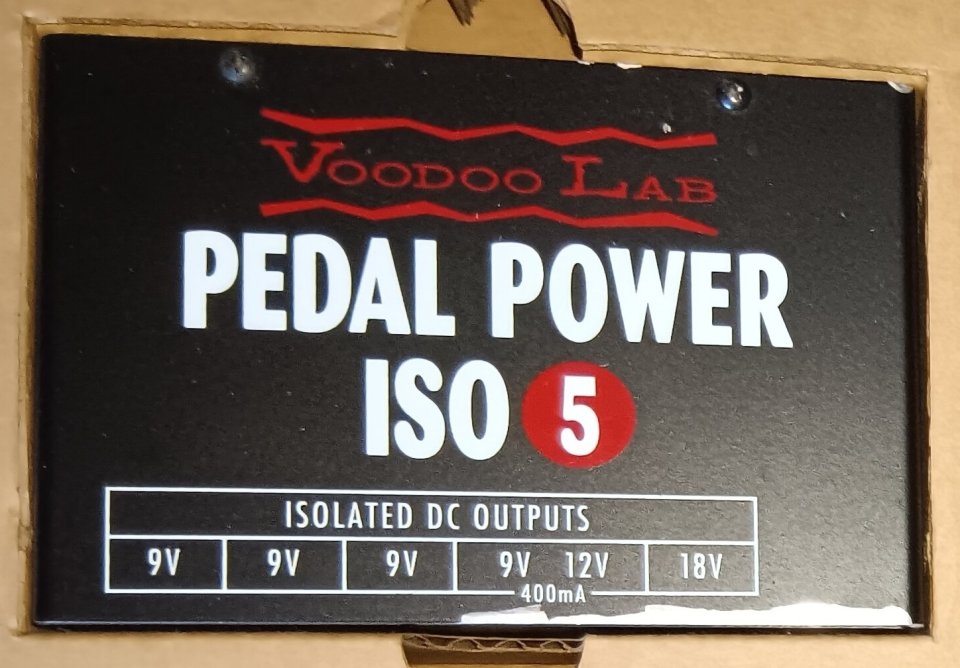 VOODOO LAB
PEDAL POWER
ISO 5
ISOLATED DC OUTPUTS
9V 9V 9V 9V 12V 18V
400mA